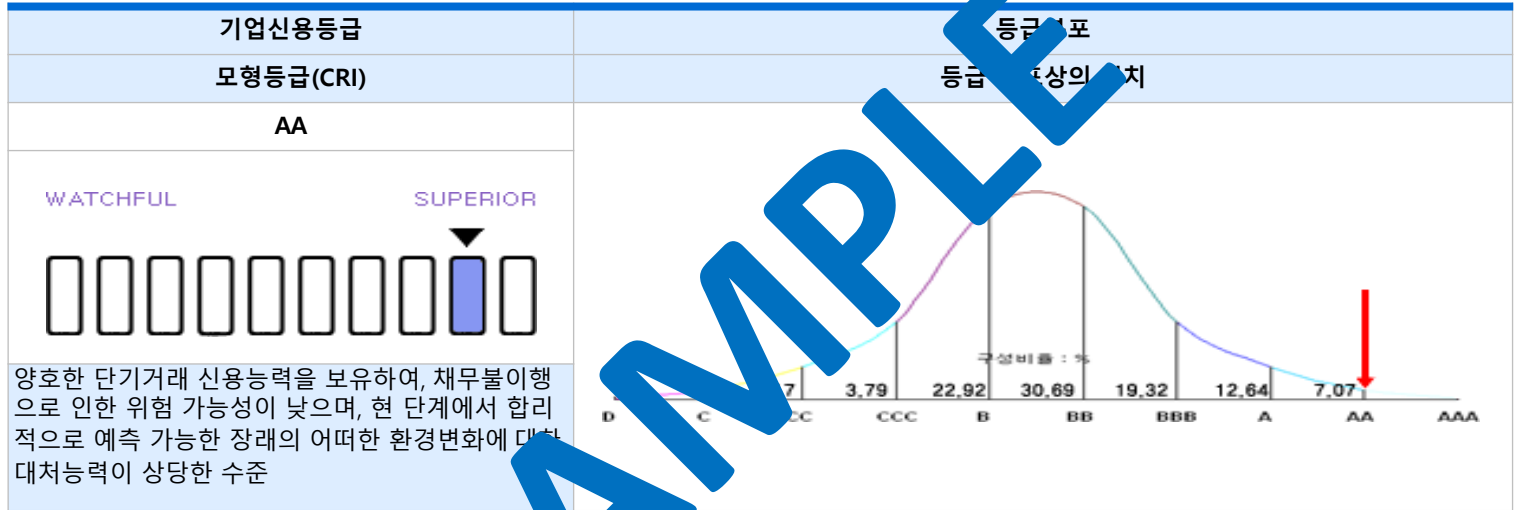 기업신용등급
모형등급(CRI)
AA
WATCHFUL SUPERIOR
양호한 단기거래 신용능력을 보유하여, 채무불이행
으로 인한 위험 가능성이 낮으며, 현 단계에서 합리
적으로 예측 가능한 장래의 어떠한 환경변화에
대처능력이 상당한 수준
구성비율 : %
3,79 22,92 30,69 19,32 12,64 7,07
D C CCC B BB BBB A AA AAA
AMPLE